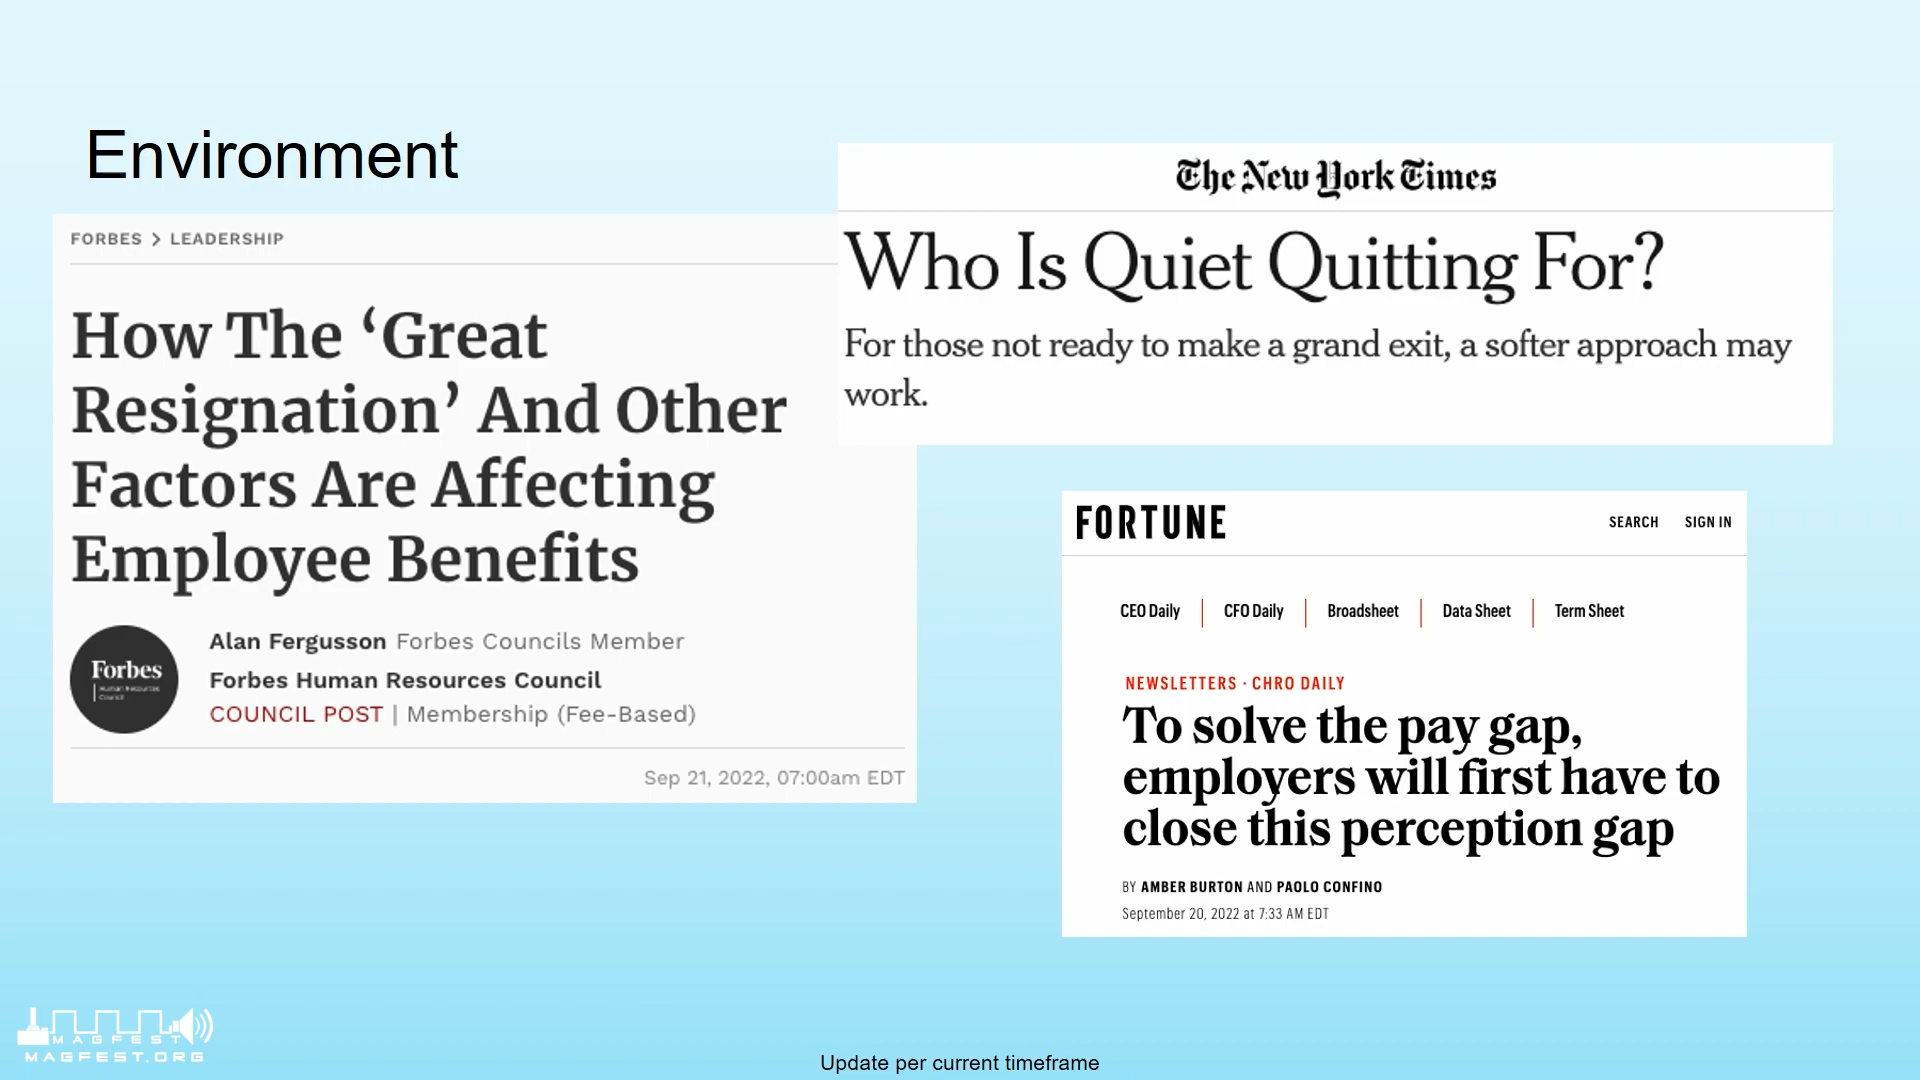 Environment
FORBES > LEADERSHIP
How The ‘Great
Resignation’ And Other
Factors Are Affecting
Employee Benefits
Forbes
Human Resources
Council
Alan Fergusson Forbes Councils Member
Forbes Human Resources Council
COUNCIL POST | Membership (Fee-Based)
Sep 21, 2022, 07:00am EDT
The New York Times
Who Is Quiet Quitting For?
For those not ready to make a grand exit, a softer approach may
work.
FORTUNE
SEARCH SIGN IN
CEO Daily | CFO Daily | Broadsheet | Data Sheet | Term Sheet
NEWSLETTERS · CHRO DAILY
To solve the pay gap,
employers will first have to
close this perception gap
BY AMBER BURTON AND PAOLO CONFINO
September 20, 2022 at 7:33 AM EDT
MAGFEST
MAGFEST.ORG
Update per current timeframe